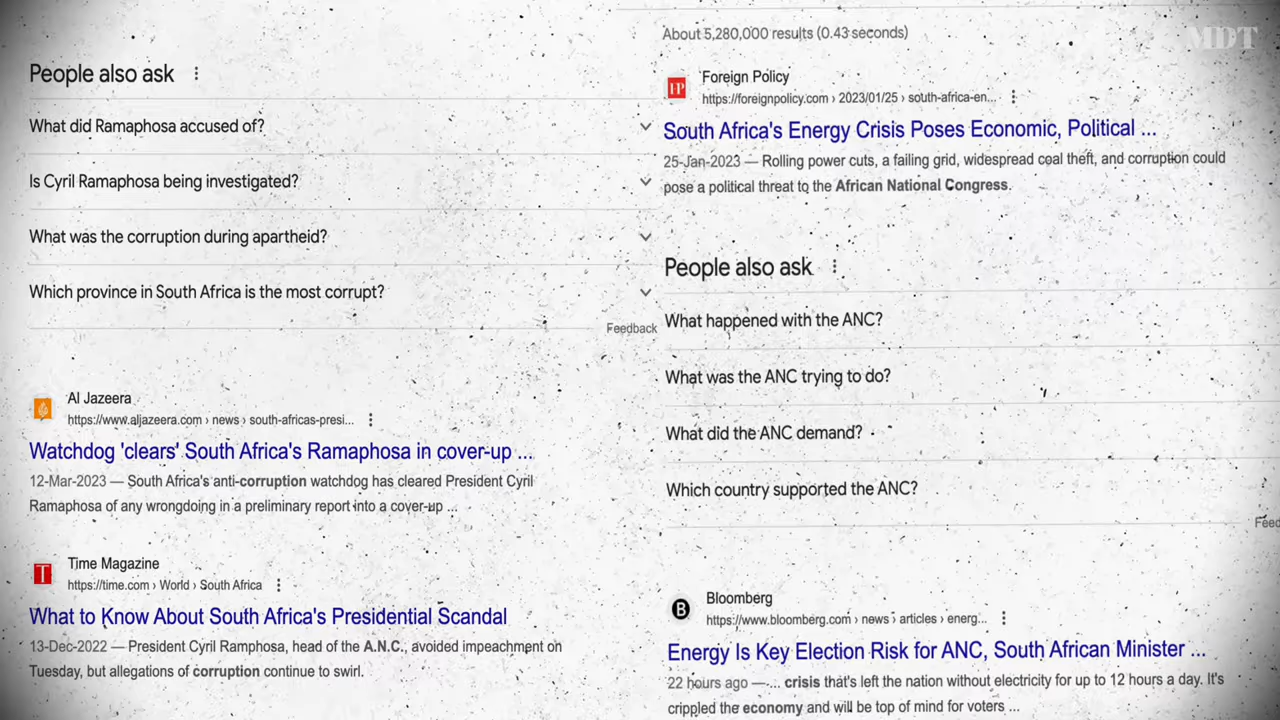 MDT
People also ask
What did Ramaphosa accused of?
Is Cyril Ramaphosa being investigated?
What was the corruption during apartheid?
Which province in South Africa is the most corrupt?
Feedback
Al Jazeera
https://www.aljazeera.com › news › south-africas-presi...
Watchdog 'clears' South Africa's Ramaphosa in cover-up ...
12-Mar-2023 — South Africa's anti-corruption watchdog has cleared President Cyril
Ramaphosa of any wrongdoing in a preliminary report into a cover-up ...
Time Magazine
https://time.com › World › South Africa
What to Know About South Africa's Presidential Scandal
13-Dec-2022 — President Cyril Ramphosa, head of the A.N.C., avoided impeachment on
Tuesday, but allegations of corruption continue to swirl.
About 5,280,000 results (0.43 seconds)
FP
Foreign Policy
https://foreignpolicy.com › 2023/01/25 › south-africa-en...
South Africa's Energy Crisis Poses Economic, Political ...
25-Jan-2023 — Rolling power cuts, a failing grid, widespread coal theft, and corruption could
pose a political threat to the African National Congress.
People also ask
What happened with the ANC?
What was the ANC trying to do?
What did the ANC demand?
Which country supported the ANC?
Feed
B
Bloomberg
https://www.bloomberg.com › news › articles › energ...
Energy Is Key Election Risk for ANC, South African Minister ...
22 hours ago — ... crisis that's left the nation without electricity for up to 12 hours a day. It's
crippled the economy and will be top of mind for voters ...